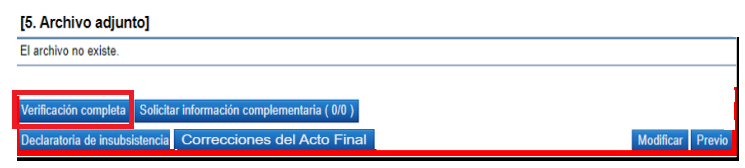 [5. Archivo adjunto]
El archivo no existe.
Verificación completa Solicitar información complementaria ( 0/0 )
Declaratoria de insubsistencia Correcciones del Acto Final Modificar Previo